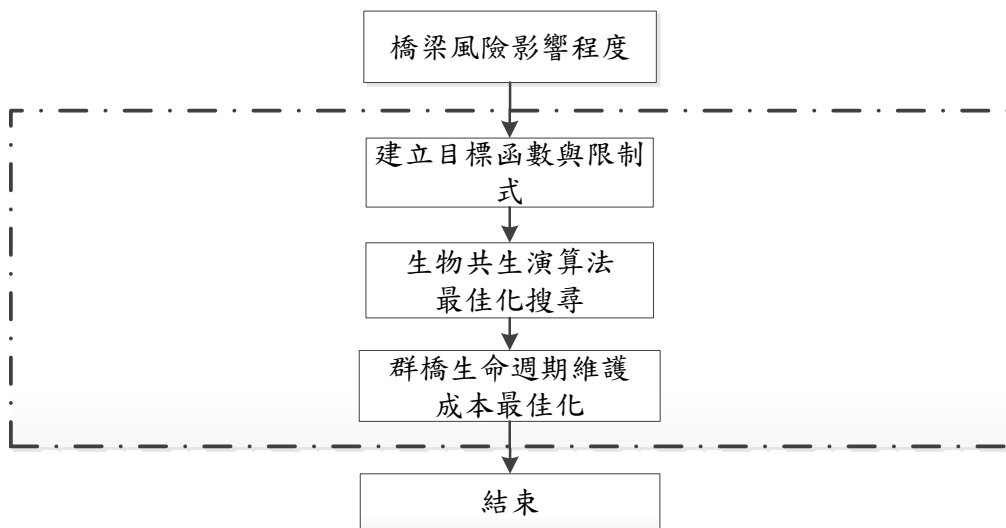 橋梁風險影響程度
建立目標函數與限制
式
生物共生演算法
最佳化搜尋
群橋生命週期維護
成本最佳化
結束